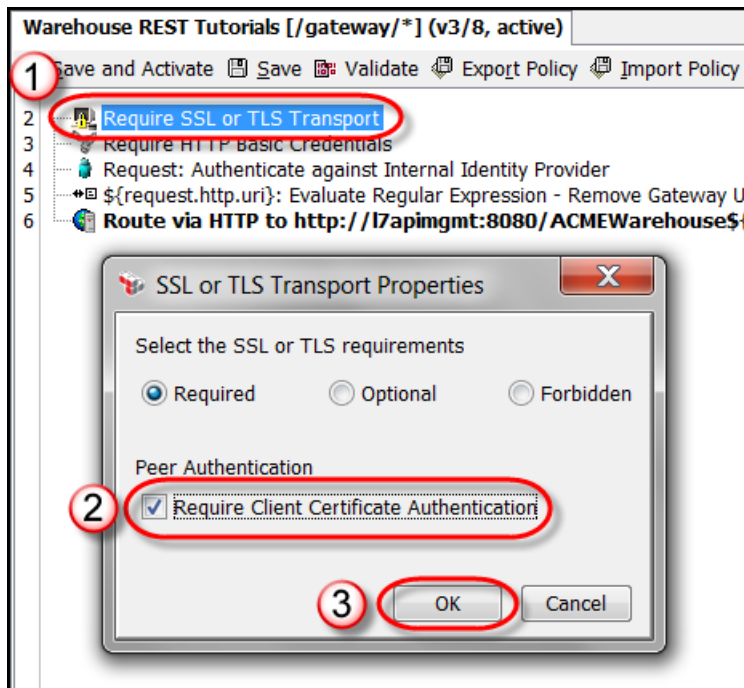 Warehouse REST Tutorials [/gateway/*] (v3/8, active)
1 Save and Activate Save Validate Export Policy Import Policy
2 Require SSL or TLS Transport
3 Require HTTP Basic Credentials
4 Request: Authenticate against Internal Identity Provider
5 ${request.http.uri}: Evaluate Regular Expression - Remove Gateway U
6 Route via HTTP to http://l7apimgmt:8080/ACMEWarehouse${
SSL or TLS Transport Properties X
Select the SSL or TLS requirements
Required Optional Forbidden
Peer Authentication
2 Require Client Certificate Authentication
3 OK Cancel